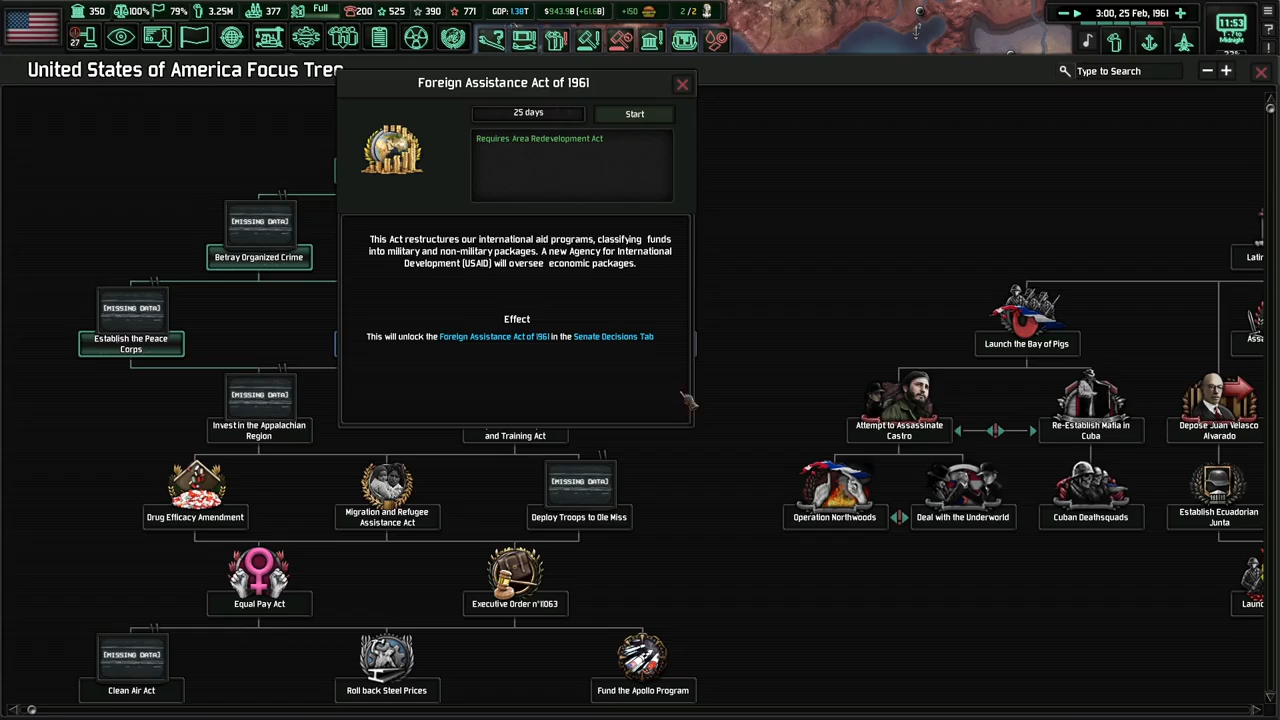 350 100% 79% 3.25M 377 Full 200 525 390 771 GDP: 1.38T $943.9B (+6.16B) +150 2 / 2 3:00, 25 Feb, 1961 11:53
27
T-7 to
Midnight
United States of America Focus Tree
Type to Search
Foreign Assistance Act of 1961
25 days
Start
Requires Area Redevelopment Act
This Act restructures our international aid programs, classifying funds
into military and non-military packages. A new Agency for International
Development (USAID) will oversee economic packages.
Effect
This will unlock the Foreign Assistance Act of 1961 in the Senate Decisions Tab
[MISSING DATA]
Betray Organized Crime
[MISSING DATA]
Establish the Peace
Corps
[MISSING DATA]
Invest in the Appalachian
Region
and Training Act
Drug Efficacy Amendment
Migration and Refugee
Assistance Act
[MISSING DATA]
Deploy Troops to Ole Miss
Equal Pay Act
Executive Order n°11063
[MISSING DATA]
Clean Air Act
Roll back Steel Prices
Fund the Apollo Program
Latin
Launch the Bay of Pigs
Assa
Attempt to Assassinate
Castro
Re-Establish Mafia in
Cuba
Depose Juan Velasco
Alvarado
Operation Northwoods
Deal with the Underworld
Cuban Deathsquads
Establish Ecuadorian
Junta
Launc